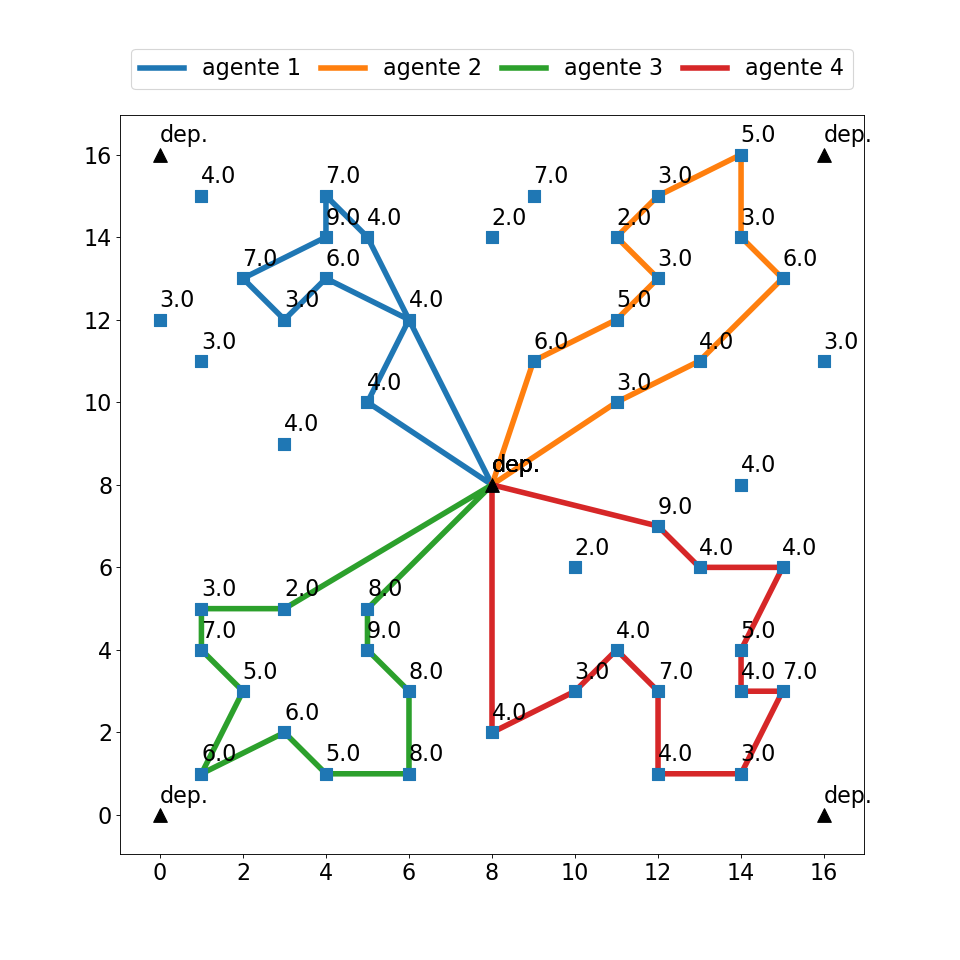 agente 1 agente 2 agente 3 agente 4
dep. 5.0 dep.
16
4.0 7.0 7.0 3.0
9.0 4.0 2.0 2.0 3.0
14
7.0 6.0 3.0 6.0
3.0 3.0 4.0 5.0
12
3.0 6.0 4.0 3.0
4.0 3.0
10
4.0
dep. dep. 4.0
8
9.0
2.0 4.0 4.0
6
3.0 2.0 8.0
7.0 9.0 4.0 5.0
4
5.0 8.0 3.0 7.0 4.0 7.0
6.0 4.0
2
6.0 5.0 8.0 4.0 3.0
dep. dep.
0
0 2 4 6 8 10 12 14 16